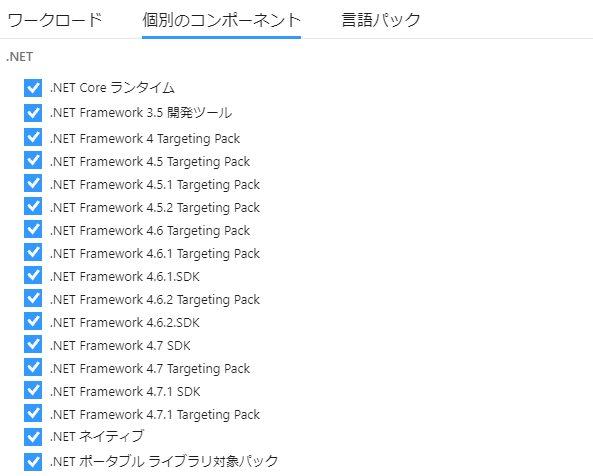 ワークロード 個別のコンポーネント 言語パック
.NET
.NET Core ランタイム
.NET Framework 3.5 開発ツール
.NET Framework 4 Targeting Pack
.NET Framework 4.5 Targeting Pack
.NET Framework 4.5.1 Targeting Pack
.NET Framework 4.5.2 Targeting Pack
.NET Framework 4.6 Targeting Pack
.NET Framework 4.6.1 Targeting Pack
.NET Framework 4.6.1.SDK
.NET Framework 4.6.2 Targeting Pack
.NET Framework 4.6.2.SDK
.NET Framework 4.7 SDK
.NET Framework 4.7 Targeting Pack
.NET Framework 4.7.1 SDK
.NET Framework 4.7.1 Targeting Pack
.NET ネイティブ
.NET ポータブル ライブラリ対象パック